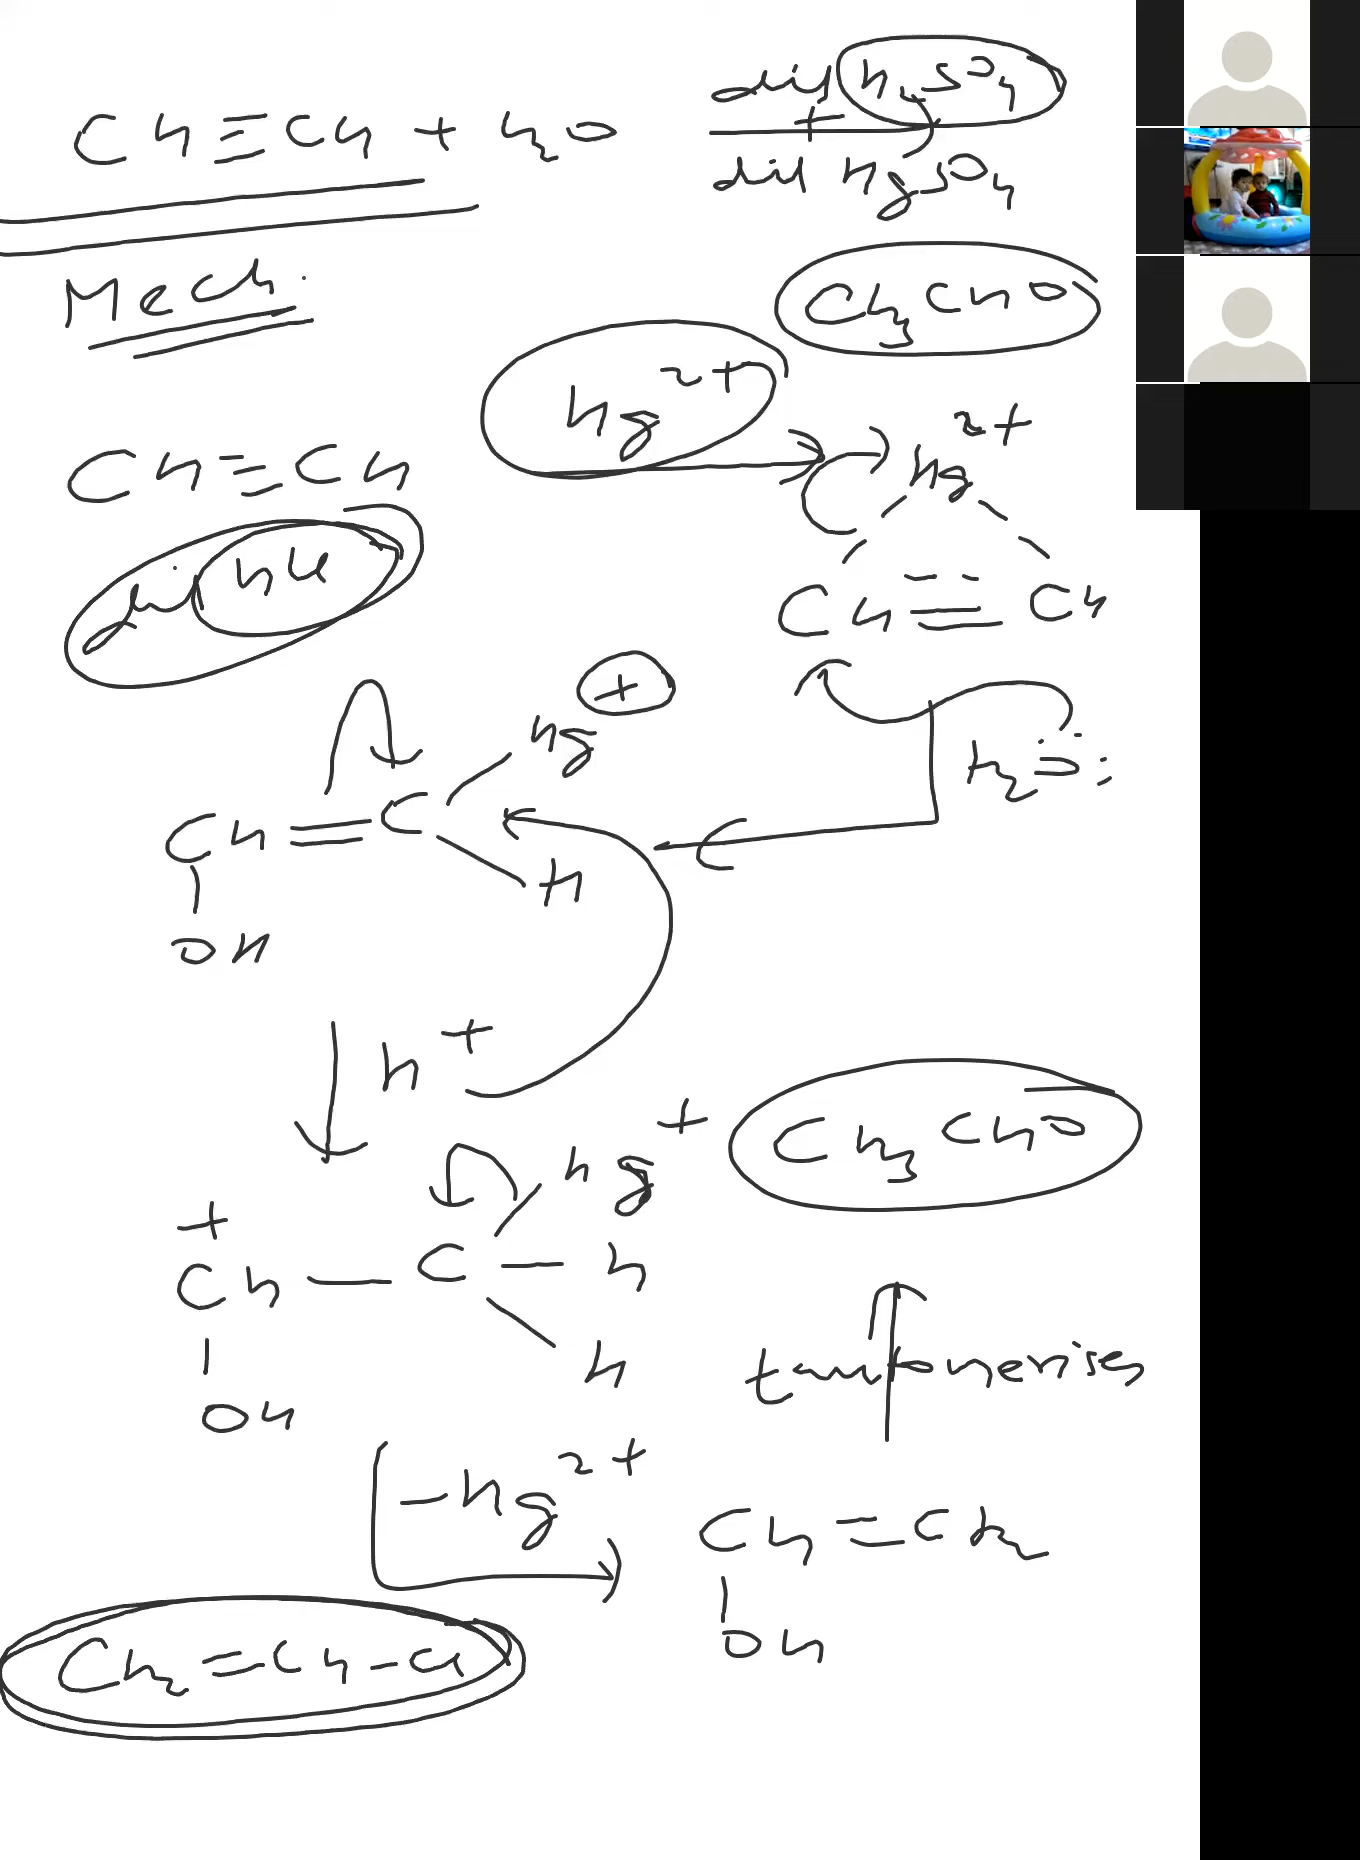 CH≡CH + H2O
dil H2SO4
+
dil HgSO4
Mech.
CH3CHO
Hg2+
CH≡CH
Hg2+
dil HCl
CH≡CH
Hg+
H2O:
CH=C
H
OH
H+
CH3CHO
Hg+
+
CH—C—H
H
OH
tautomerises
-Hg2+
CH=CH2
OH
CH2=CH-Cl